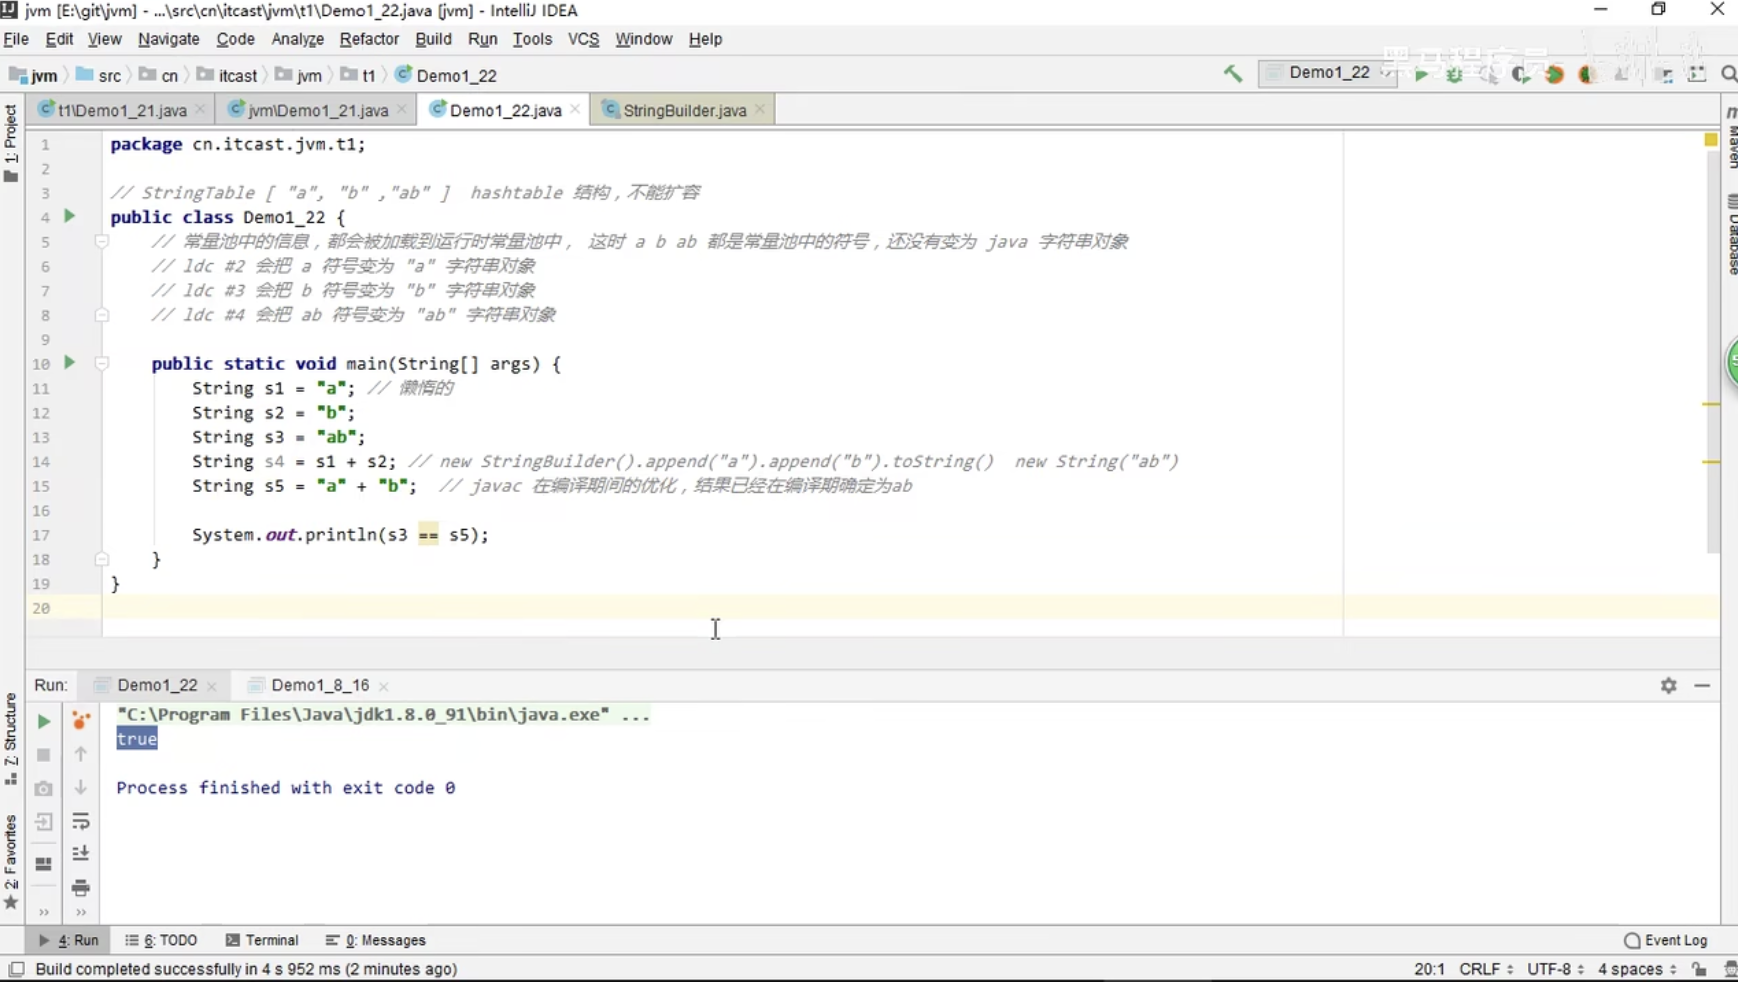 jvm [E:\git\jvm] - ...\src\cn\itcast\jvm\t1\Demo1_22.java [jvm] - IntelliJ IDEA
File Edit View Navigate Code Analyze Refactor Build Run Tools VCS Window Help
jvm src cn itcast jvm t1 Demo1_22 Demo1_22
黑马程序员
t1\Demo1_21.java jvm\Demo1_21.java Demo1_22.java StringBuilder.java
1: Project
Maven
Database
1 package cn.itcast.jvm.t1;
2
3 // StringTable [ "a", "b" ,"ab" ]  hashtable 结构，不能扩容
4 public class Demo1_22 {
5 // 常量池中的信息，都会被加载到运行时常量池中， 这时 a b ab 都是常量池中的符号，还没有变为 java 字符串对象
6 // ldc #2 会把 a 符号变为 "a" 字符串对象
7 // ldc #3 会把 b 符号变为 "b" 字符串对象
8 // ldc #4 会把 ab 符号变为 "ab" 字符串对象
9
10 public static void main(String[] args) {
11 String s1 = "a"; // 懒惰的
12 String s2 = "b";
13 String s3 = "ab";
14 String s4 = s1 + s2; // new StringBuilder().append("a").append("b").toString()  new String("ab")
15 String s5 = "a" + "b";  // javac 在编译期间的优化，结果已经在编译期确定为ab
16
17 System.out.println(s3 == s5);
18 }
19 }
20
Run: Demo1_22 Demo1_8_16
Z: Structure
2: Favorites
"C:\Program Files\Java\jdk1.8.0_91\bin\java.exe" ...
true
Process finished with exit code 0
4: Run 6: TODO Terminal 0: Messages Event Log
Build completed successfully in 4 s 952 ms (2 minutes ago) 20:1 CRLF UTF-8 4 spaces